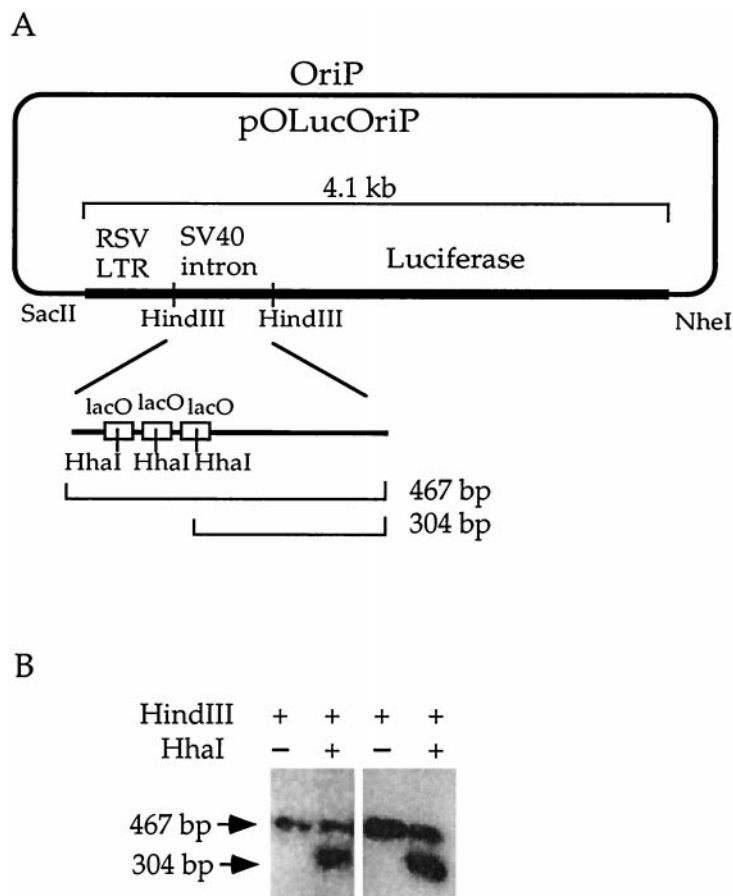 A
OriP
pOLucOriP
4.1 kb
RSV LTR
SV40 intron
Luciferase
SacII
HindIII
HindIII
NheI
lacO lacO lacO
HhaI HhaI HhaI
467 bp
304 bp
B
HindIII + + + +
HhaI − + − +
467 bp
304 bp